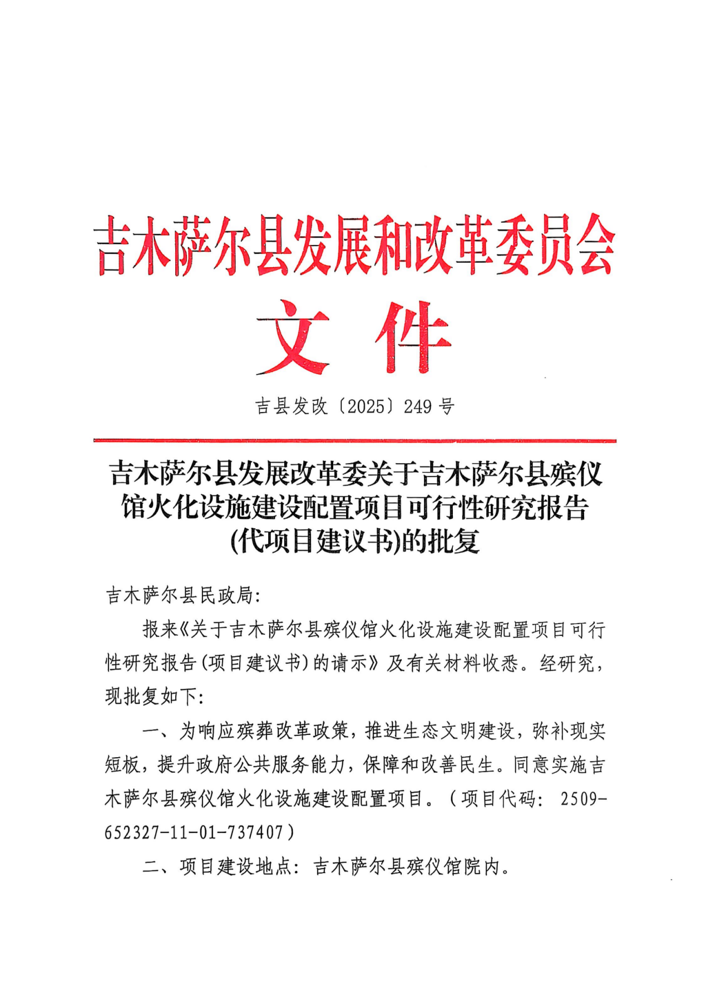 吉木萨尔县发展和改革委员会
文件
吉县发改〔2025〕249号
吉木萨尔县发展改革委关于吉木萨尔县殡仪
馆火化设施建设配置项目可行性研究报告
(代项目建议书)的批复
吉木萨尔县民政局：
报来《关于吉木萨尔县殡仪馆火化设施建设配置项目可行
性研究报告(项目建议书)的请示》及有关材料收悉。经研究，
现批复如下：
一、为响应殡葬改革政策，推进生态文明建设，弥补现实
短板，提升政府公共服务能力，保障和改善民生。同意实施吉
木萨尔县殡仪馆火化设施建设配置项目。（项目代码： 2509-
652327-11-01-737407）
二、项目建设地点：吉木萨尔县殡仪馆院内。